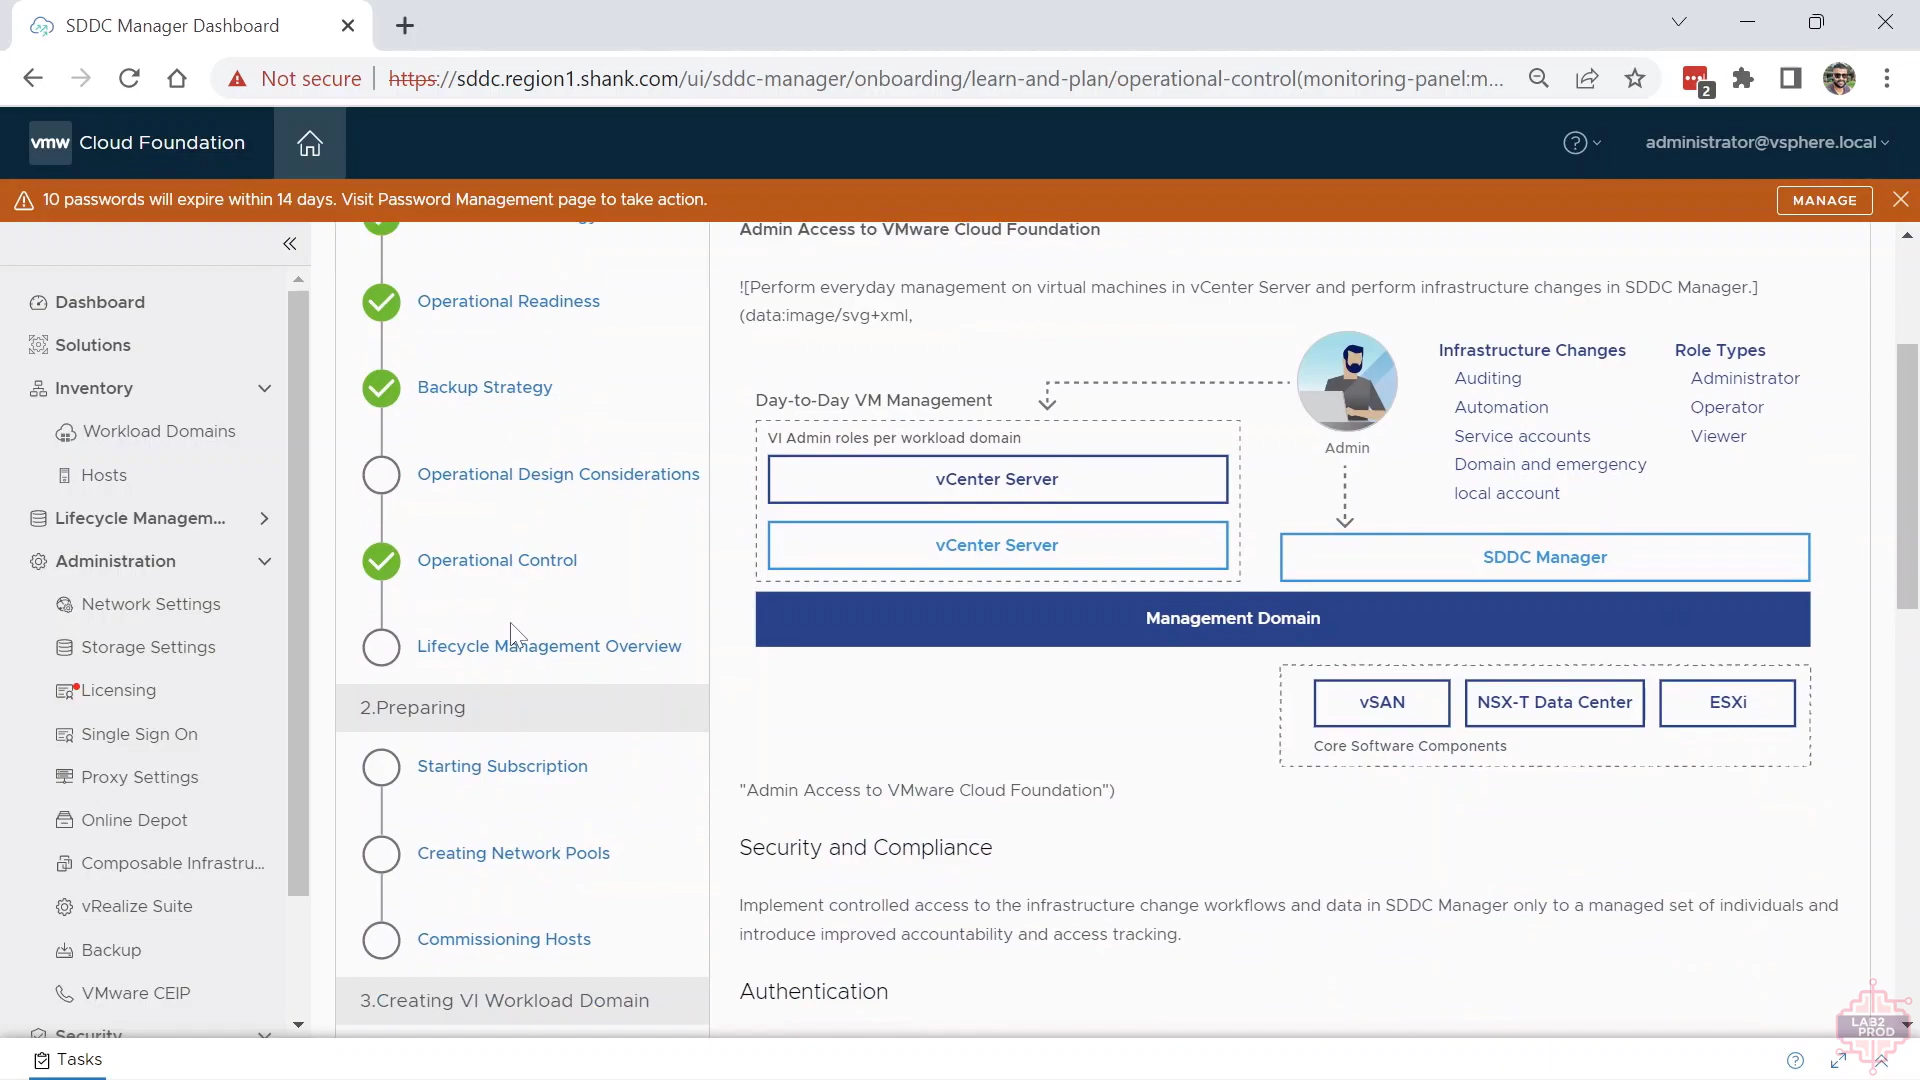 SDDC Manager Dashboard
Not secure
https://sddc.region1.shank.com/ui/sddc-manager/onboarding/learn-and-plan/operational-control(monitoring-panel:m...
2
vmw Cloud Foundation
administrator@vsphere.local
10 passwords will expire within 14 days. Visit Password Management page to take action.
MANAGE
Dashboard
Solutions
Inventory
Workload Domains
Hosts
Lifecycle Managem...
Administration
Network Settings
Storage Settings
Licensing
Single Sign On
Proxy Settings
Online Depot
Composable Infrastru...
vRealize Suite
Backup
VMware CEIP
Security
Operational Readiness
Backup Strategy
Operational Design Considerations
Operational Control
Lifecycle Management Overview
2.Preparing
Starting Subscription
Creating Network Pools
Commissioning Hosts
3.Creating VI Workload Domain
Admin Access to VMware Cloud Foundation
![Perform everyday management on virtual machines in vCenter Server and perform infrastructure changes in SDDC Manager.]
(data:image/svg+xml,
Day-to-Day VM Management
VI Admin roles per workload domain
vCenter Server
vCenter Server
Admin
Infrastructure Changes
Auditing
Automation
Service accounts
Domain and emergency
local account
Role Types
Administrator
Operator
Viewer
SDDC Manager
Management Domain
vSAN
NSX-T Data Center
ESXi
Core Software Components
"Admin Access to VMware Cloud Foundation")
Security and Compliance
Implement controlled access to the infrastructure change workflows and data in SDDC Manager only to a managed set of individuals and
introduce improved accountability and access tracking.
Authentication
Tasks
LAB2
PROD